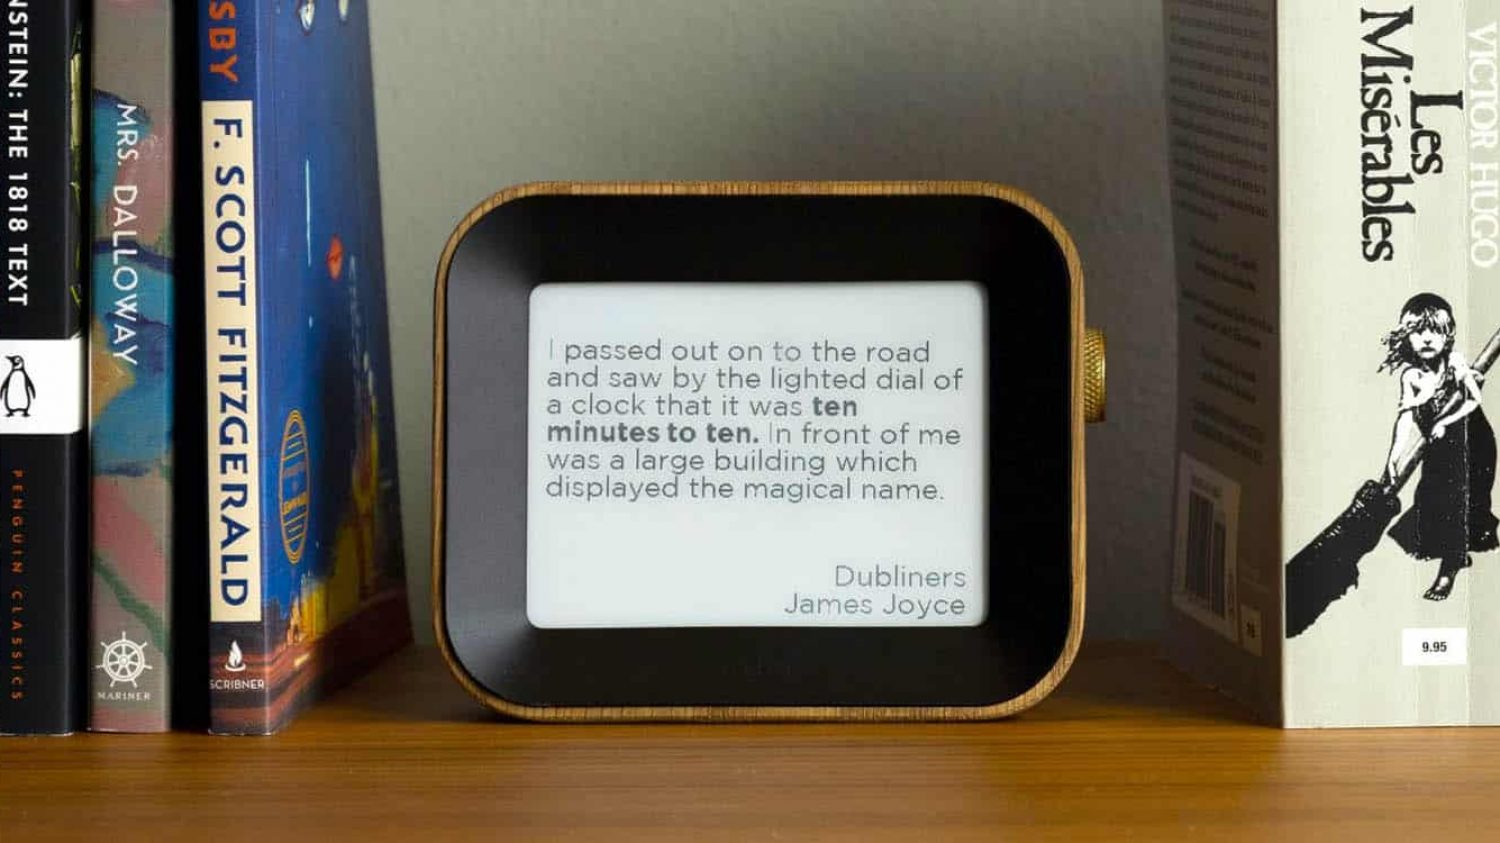 NSTEIN: THE 1818 TEXT
PENGUIN CLASSICS
MRS. DALLOWAY
MARINER
SBY
F. SCOTT FITZGERALD
SCRIBNER
I passed out on to the road
and saw by the lighted dial of
a clock that it was ten
minutes to ten. In front of me
was a large building which
displayed the magical name.
Dubliners
James Joyce
VICTOR HUGO
Les
Misérables
9.95